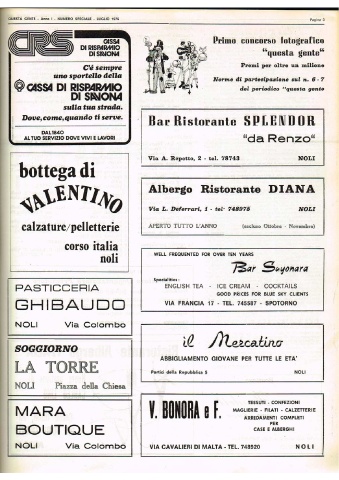 QUESTA GENTE - Anno I - NUMERO SPECIALE - LUGLIO 1976
Pagina 3
CRS
CASSA
DI RISPARMIO
DI SAVONA
C'è sempre
uno sportello della
CASSA DI RISPARMIO
DI SAVONA
sulla tua strada.
Dove, come, quando ti serve.
DAL 1840
AL TUO SERVIZIO DOVE VIVI E LAVORI
bottega di
VALENTINO
calzature/pelletterie
corso italia
noli
PASTICCERIA
GHIBAUDO
NOLI Via Colombo
SOGGIORNO
LA TORRE
NOLI Piazza della Chiesa
MARA
BOUTIQUE
NOLI Via Colombo
Primo concorso fotografico
"questa gente"
Premi per oltre un milione
Norme di partecipazione sul n. 6 - 7
del periodico "questa gente
Bar Ristorante SPLENDOR
"da Renzo"
Via A. Repetto, 2 - tel. 78743 NOLI
Albergo Ristorante DIANA
Via L. Defferrari, 1 - tel. 748975 NOLI
APERTO TUTTO L'ANNO (escluso Ottobre - Novembre)
WELL FREQUENTED FOR OVER TEN YEARS
Bar Suyonara
Specialities:
ENGLISH TEA - ICE CREAM - COCKTAILS
GOOD PRICES FOR BLUE SKY CLIENTS
VIA FRANCIA 17 - TEL. 745587 - SPOTORNO
il Mercatino
ABBIGLIAMENTO GIOVANE PER TUTTE LE ETA'
Portici della Repubblica 5 NOLI
V. BONORA e F.
TESSUTI - CONFEZIONI
MAGLIERIE - FILATI - CALZETTERIE
ARREDAMENTI COMPLETI
PER
CASE E ALBERGHI
VIA CAVALIERI DI MALTA - TEL. 748920 NOLI